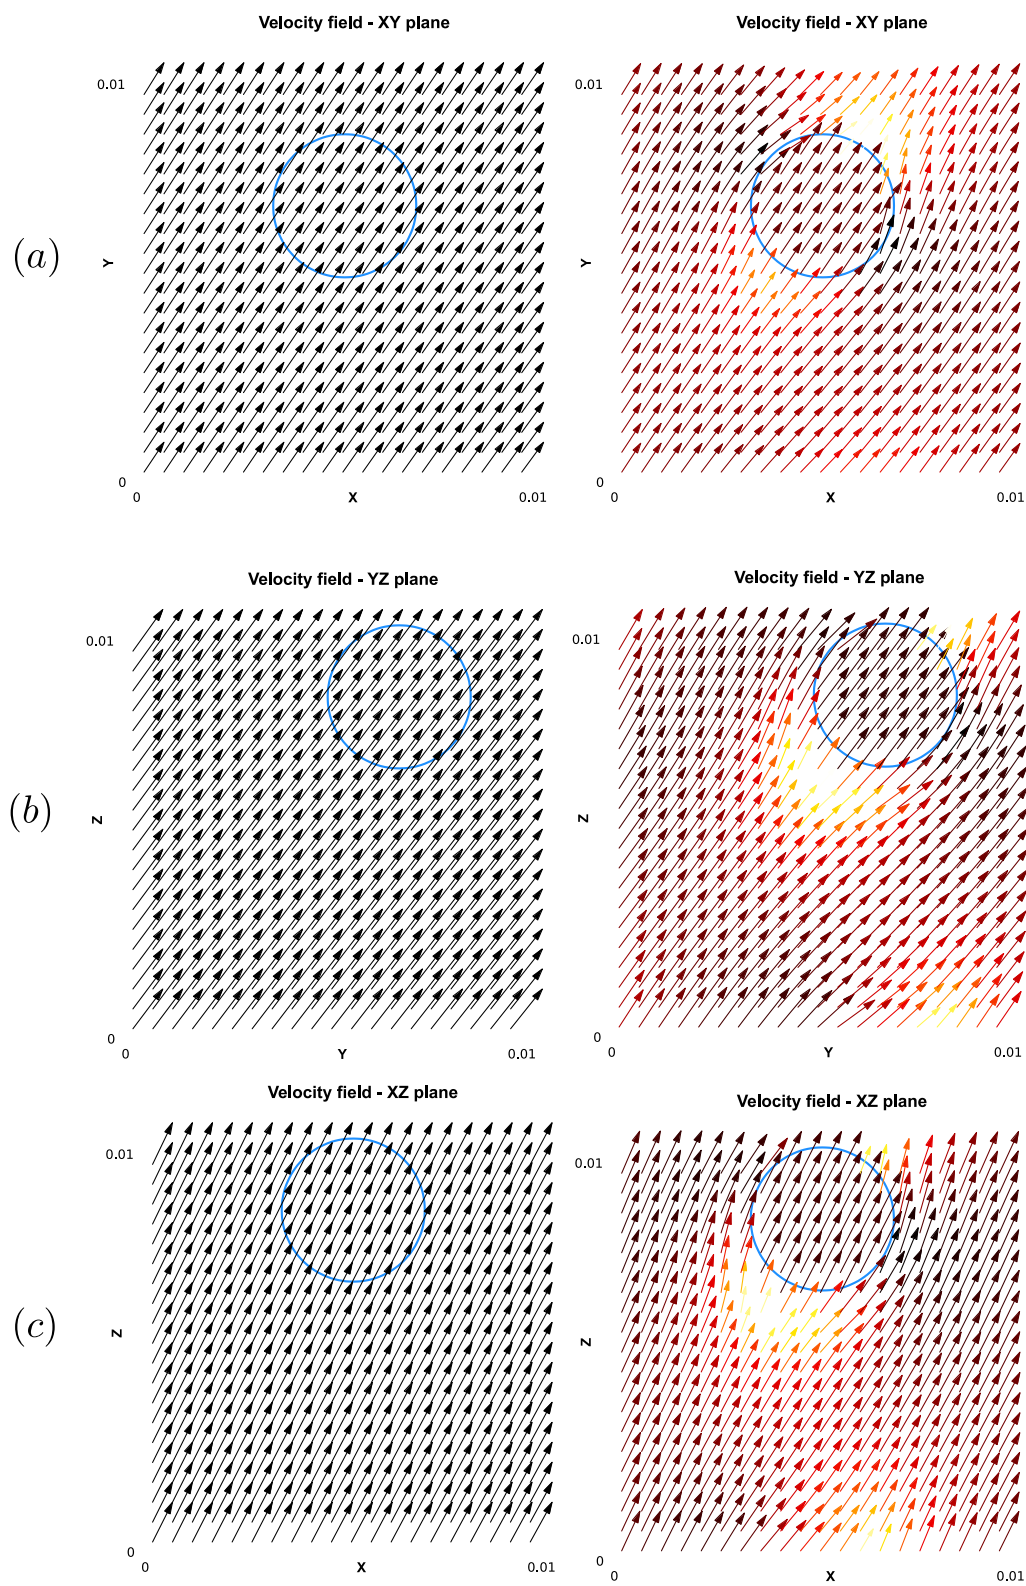 Velocity field - XY plane
Velocity field - XY plane
0.01
0.01
(a)
Y
Y
0
0
0
X
0.01
0
X
0.01
Velocity field - YZ plane
Velocity field - YZ plane
0.01
0.01
(b)
Z
Z
0
0
0
Y
0.01
0
Y
0.01
Velocity field - XZ plane
Velocity field - XZ plane
0.01
0.01
(c)
Z
Z
0
0
0
X
0.01
0
X
0.01